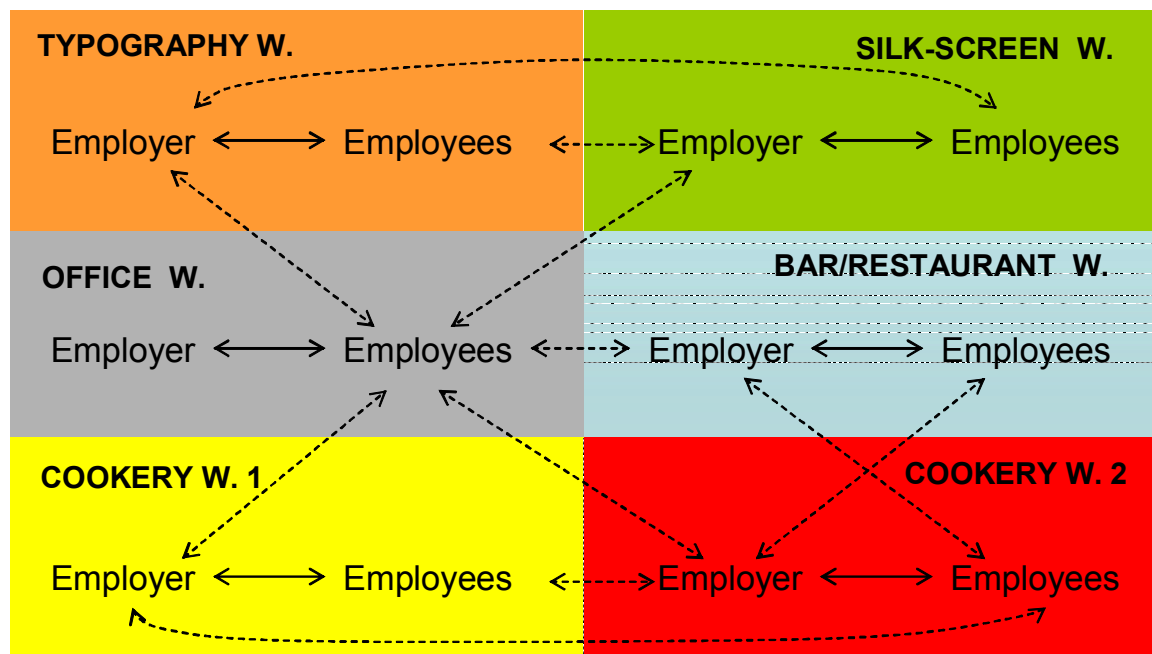 TYPOGRAPHY W.
SILK-SCREEN W.
Employer Employees Employer Employees
OFFICE W.
BAR/RESTAURANT W.
Employer Employees Employer Employees
COOKERY W. 1
COOKERY W. 2
Employer Employees Employer Employees